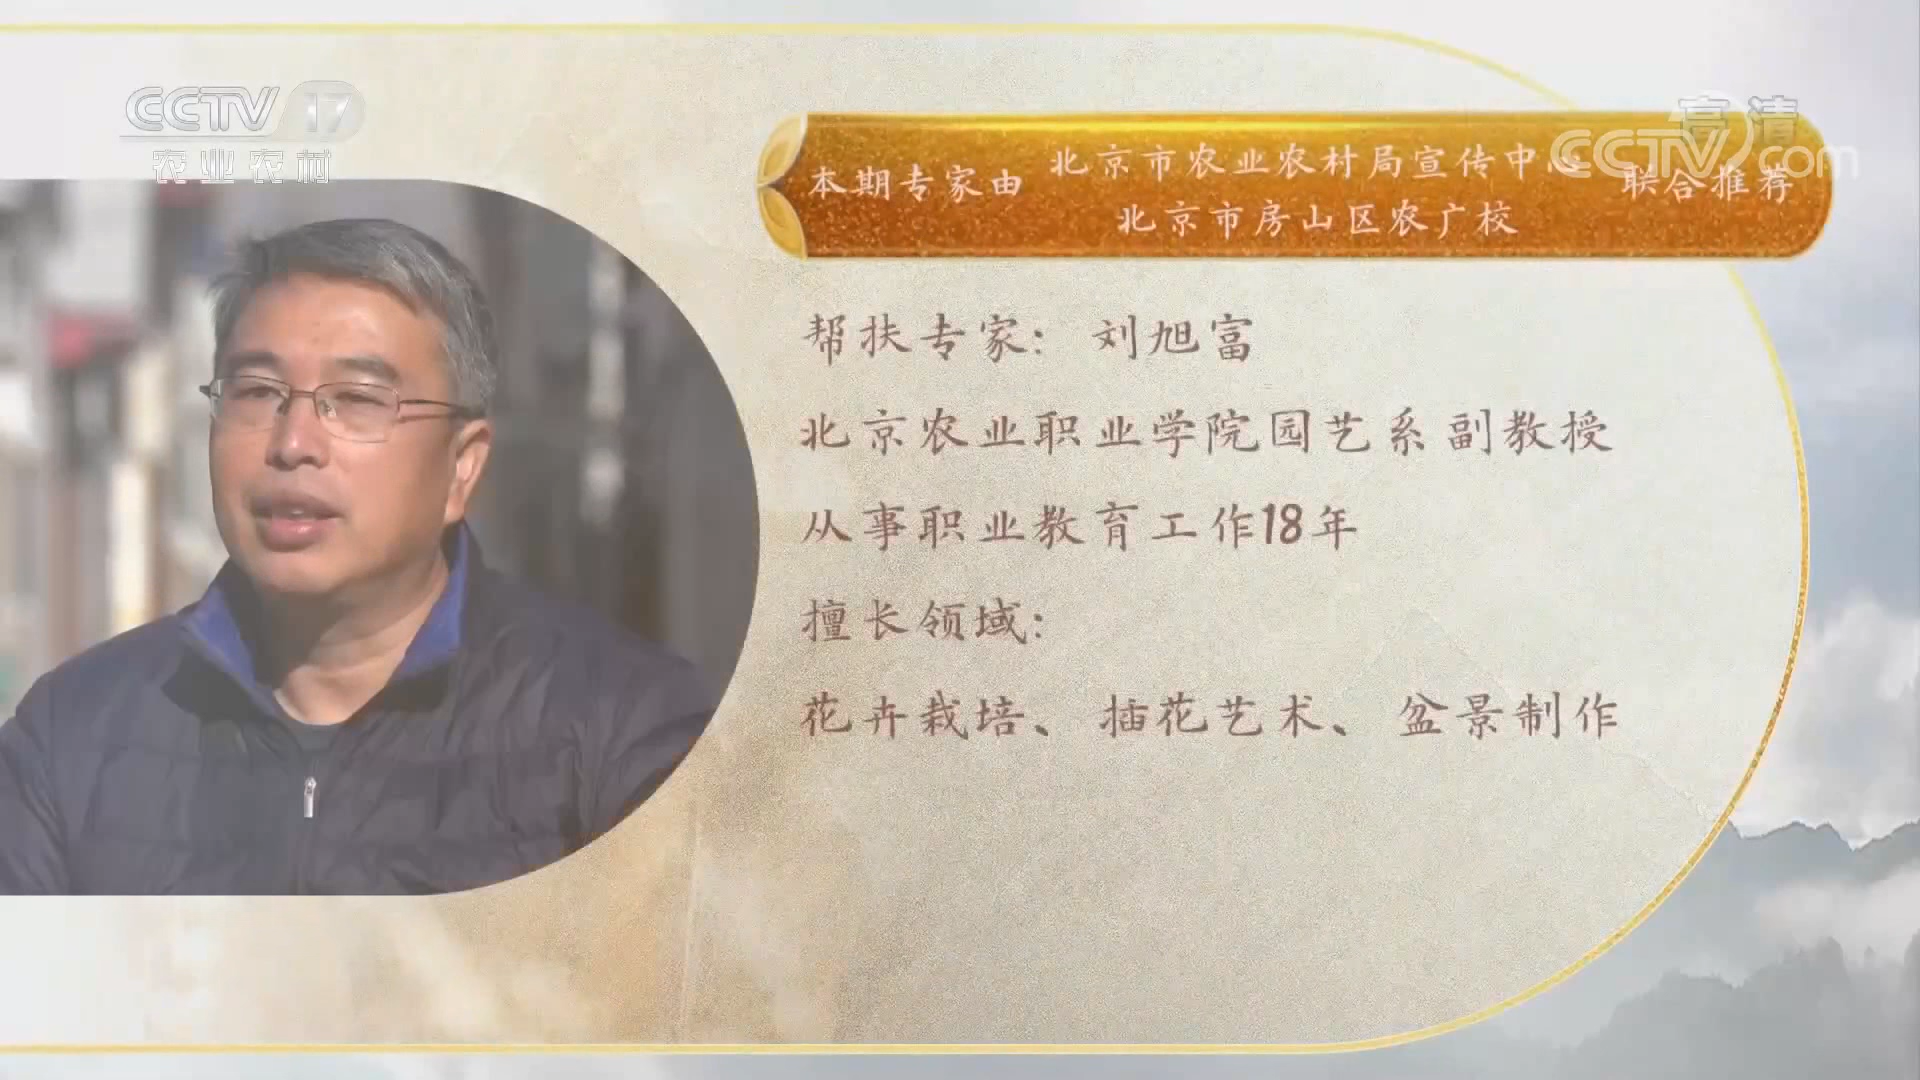 CCTV 17
农业农村
高清
CCTV.com
本期专家由 北京市农业农村局宣传中心 联合推荐
北京市房山区农广校
帮扶专家：刘旭富
北京农业职业学院园艺系副教授
从事职业教育工作18年
擅长领域：
花卉栽培、插花艺术、盆景制作